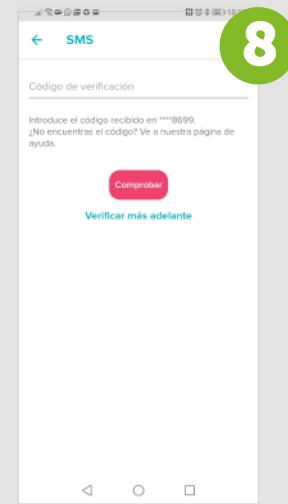 8
SMS
Código de verificación
Introduce el código recibido en ****8699.
¿No encuentras el código? Ve a nuestra página de
ayuda.
Comprobar
Verificar más adelante